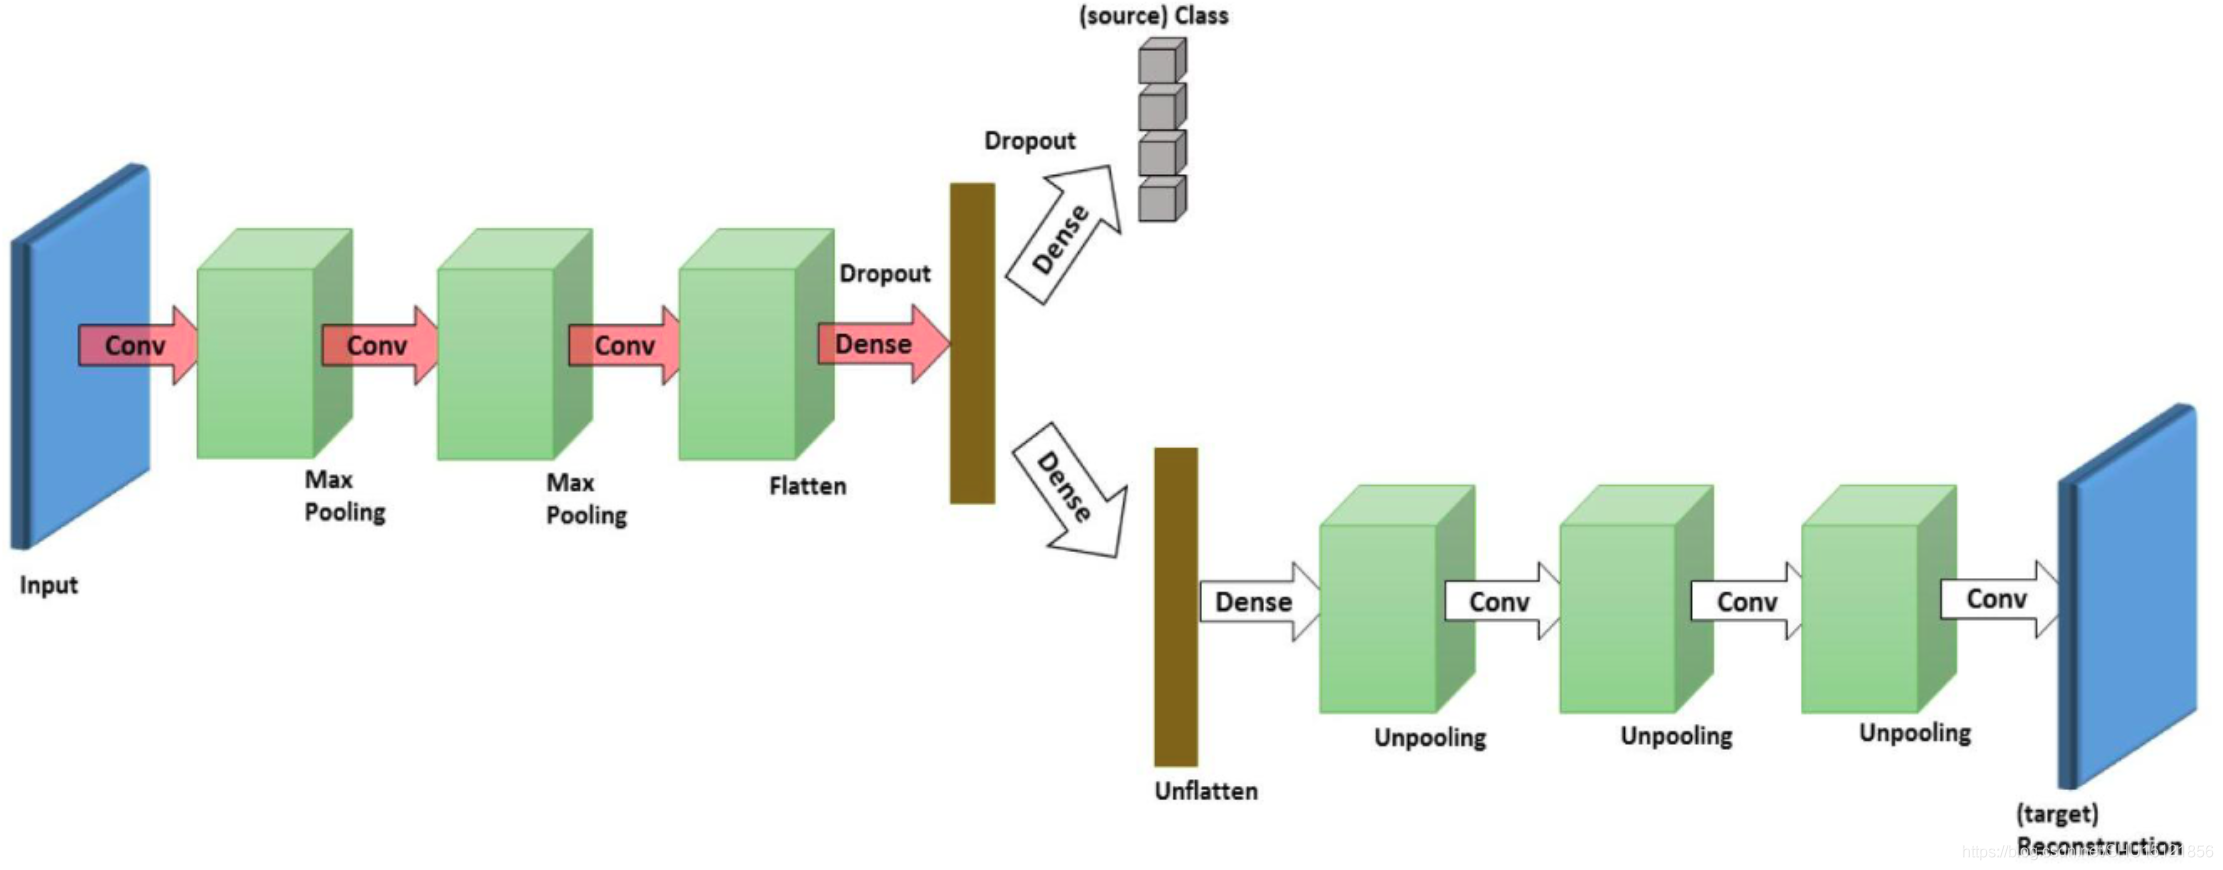 (source) Class
Dropout
Dense
Dropout
Conv
Conv
Conv
Dense
Max
Pooling
Max
Pooling
Flatten
Input
Dense
Dense
Conv
Conv
Conv
Unpooling
Unpooling
Unpooling
Unflatten
(target)
Reconstruction